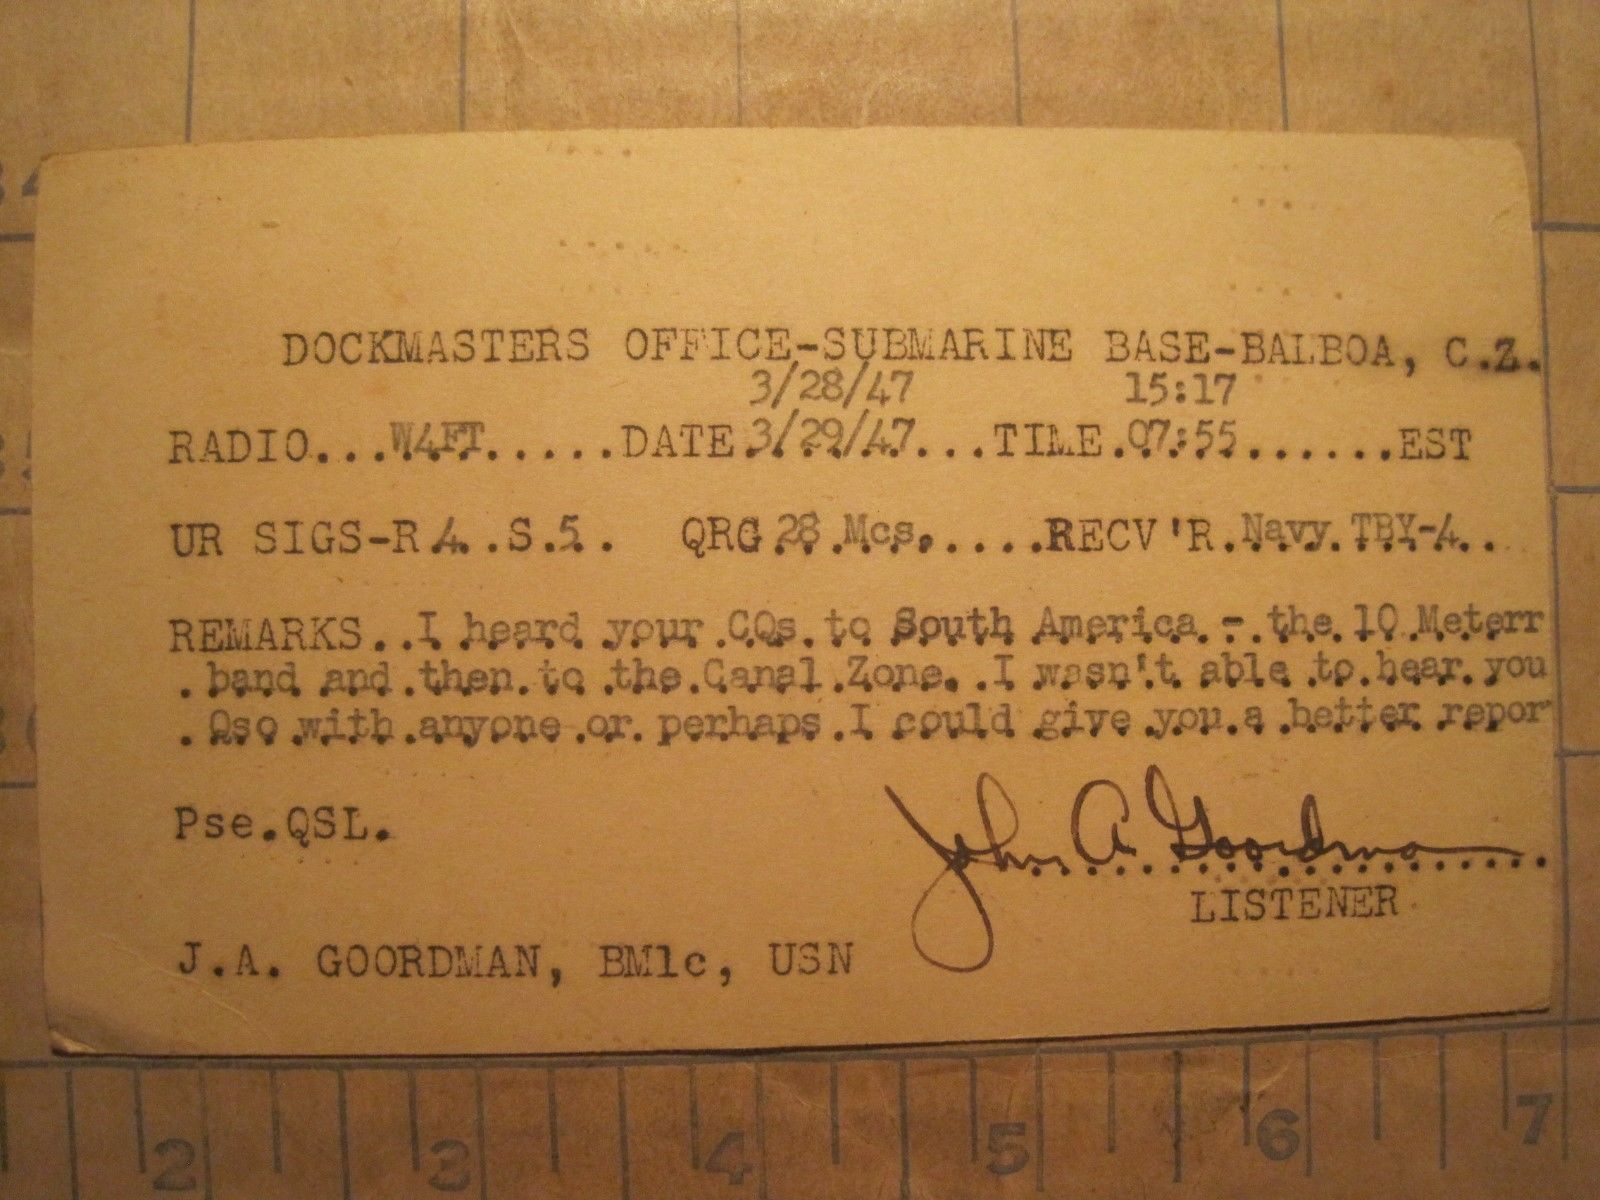 DOCKMASTERS OFFICE-SUBMARINE BASE-BALBOA, C.Z.
3/28/47 15:17
RADIO...W4FT......DATE.3/29/47...TIME.07:55......EST
UR SIGS-R.4..S.5. QRG.28.Mcs......RECV'R.Navy.TBY-4..
REMARKS..I heard your CQs to South America - the 10 Meterr
band and then to the Canal Zone. I wasn't able to hear you
Qso with anyone or perhaps I could give you a better repor
Pse.QSL.
John A. Goordman
LISTENER
J.A. GOORDMAN, BM1c, USN
2 3 4 5 6 7